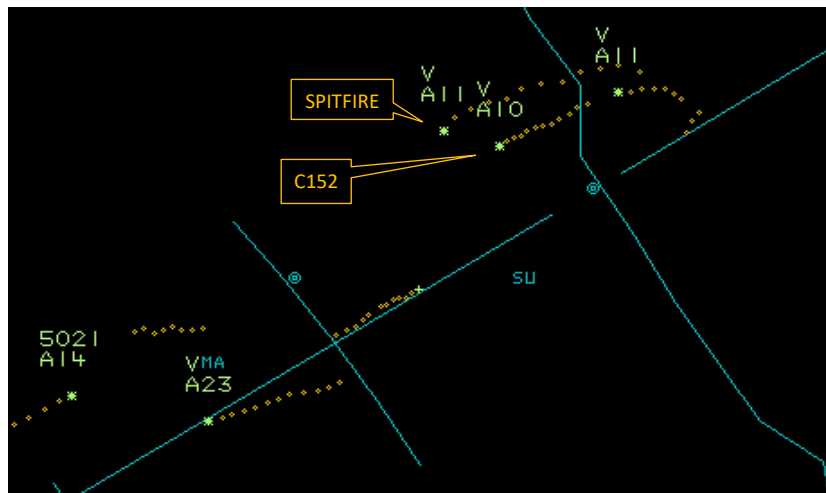 V
A11
SPITFIRE
V
A11
V
A10
C152
SU
5021
A14
VMA
A23